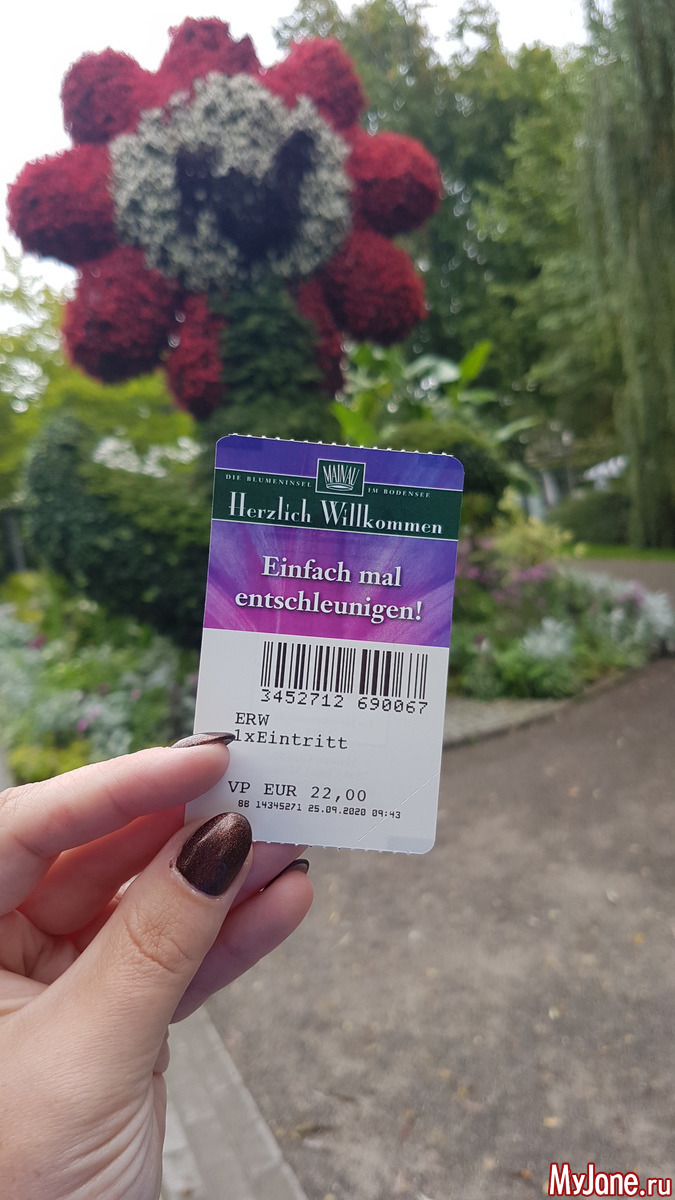 MAINAU
DIE BLUMENINSEL IM BODENSEE
Herzlich Willkommen
Einfach mal
entschleunigen!
3452712 690067
ERW
1xEintritt
VP EUR 22,00
BB 14345271 25.09.2020 09:43
MyJane.ru